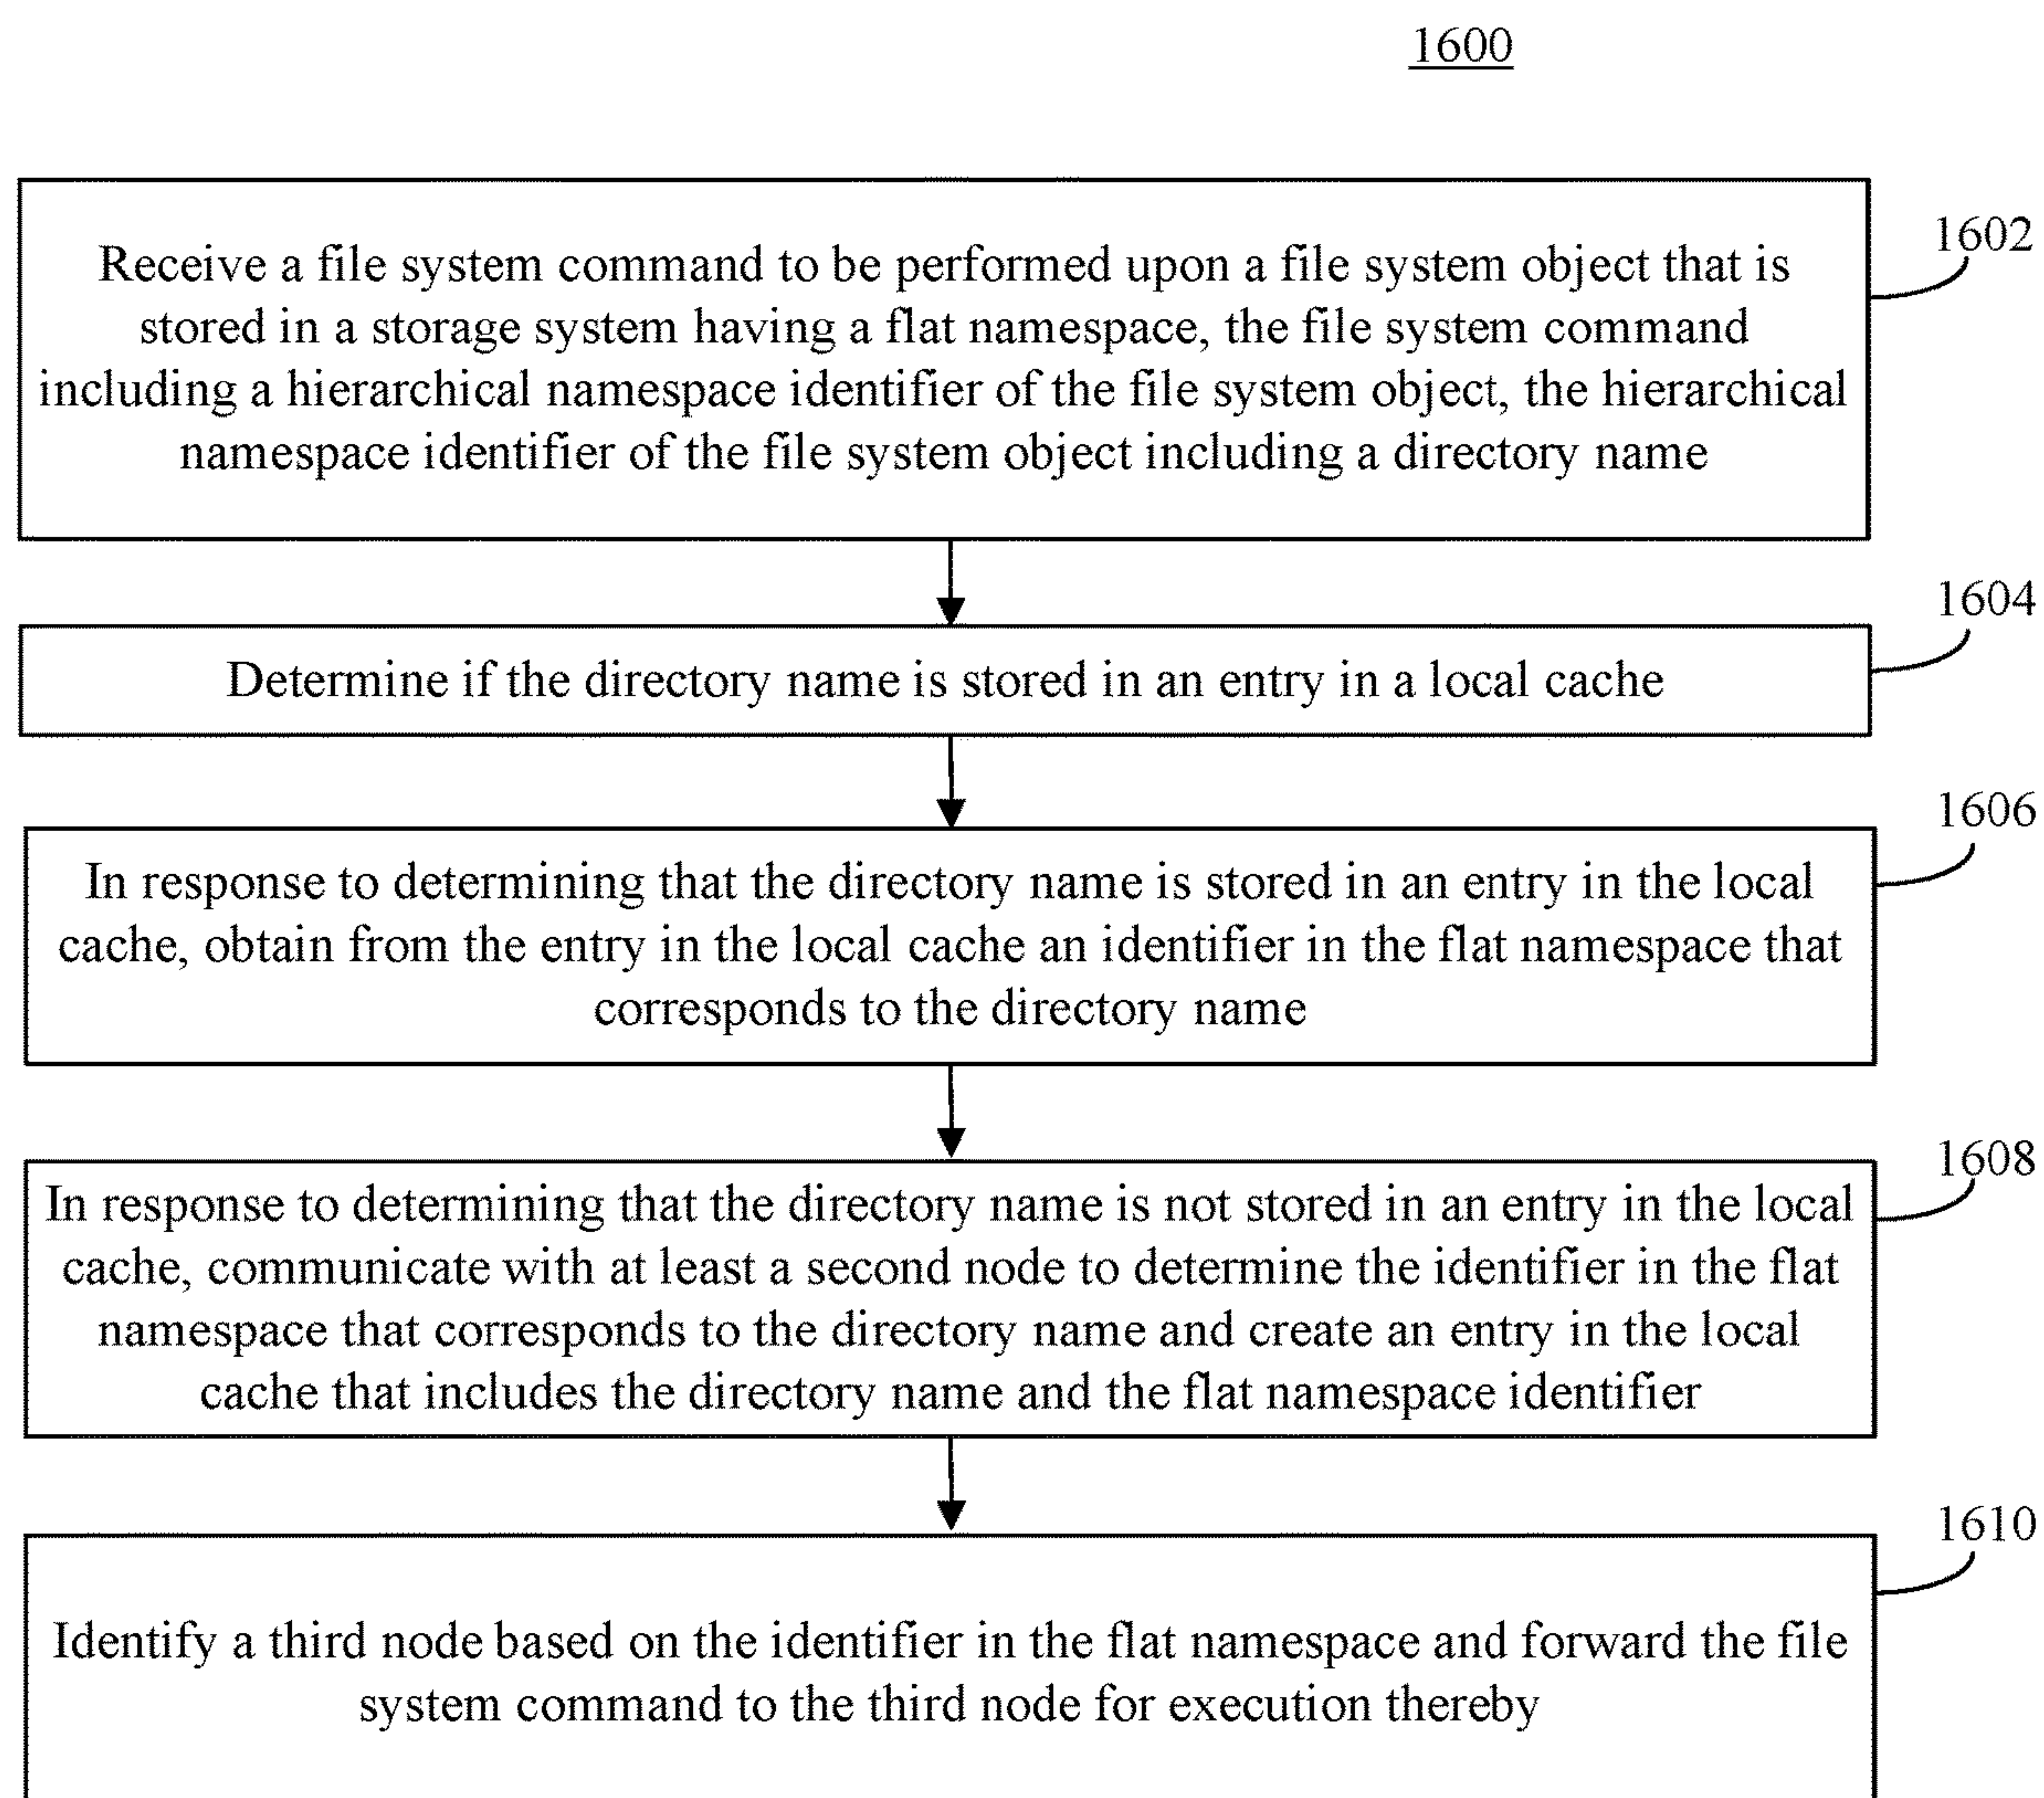 1600
1602
Receive a file system command to be performed upon a file system object that is
stored in a storage system having a flat namespace, the file system command
including a hierarchical namespace identifier of the file system object, the hierarchical
namespace identifier of the file system object including a directory name
1604
Determine if the directory name is stored in an entry in a local cache
1606
In response to determining that the directory name is stored in an entry in the local
cache, obtain from the entry in the local cache an identifier in the flat namespace that
corresponds to the directory name
1608
In response to determining that the directory name is not stored in an entry in the local
cache, communicate with at least a second node to determine the identifier in the flat
namespace that corresponds to the directory name and create an entry in the local
cache that includes the directory name and the flat namespace identifier
1610
Identify a third node based on the identifier in the flat namespace and forward the file
system command to the third node for execution thereby